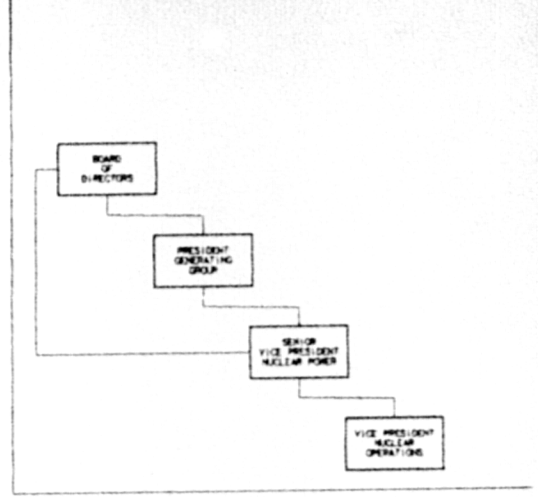 BOARD
OF
DIRECTORS
PRESIDENT
GENERATING
GROUP
SENIOR
VICE PRESIDENT
NUCLEAR POWER
VICE PRESIDENT
NUCLEAR
OPERATIONS